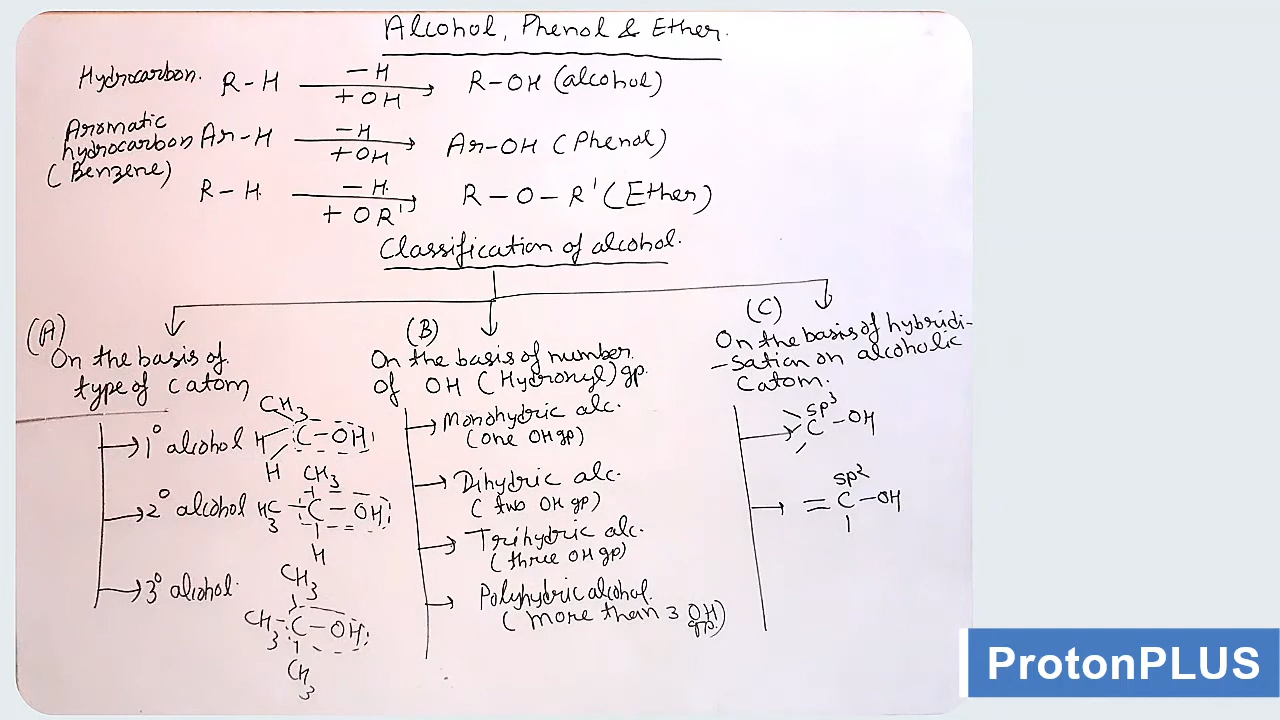 Alcohol, Phenol & Ether.
Hydrocarbon. R-H —H +OH R-OH (alcohol)
Aromatic
hydrocarbon Ar-H -H +OH Ar-OH (Phenol)
(Benzene)
R-H. -H. +OR' R-O-R' (Ether)
Classification of alcohol.
(A)
On the basis of.
type of C atom
1° alcohol CH3 H H C-OH
2° alcohol CH3 H3C C-OH H
3° alcohol. CH3 CH3 C-OH CH3
(B)
On the basis of number.
of OH (Hydroxyl) gp.
Monohydric alc.
(one OH gp)
Dihydric alc.
(two OH gp)
Trihydric alc.
(three OH gp)
Polyhydric alcohol.
(more than 3 OH
grp.)
(C)
On the basis of hybridi-
-sation on alcoholic
C atom.
sp3
C-OH
sp2
=C-OH
ProtonPLUS